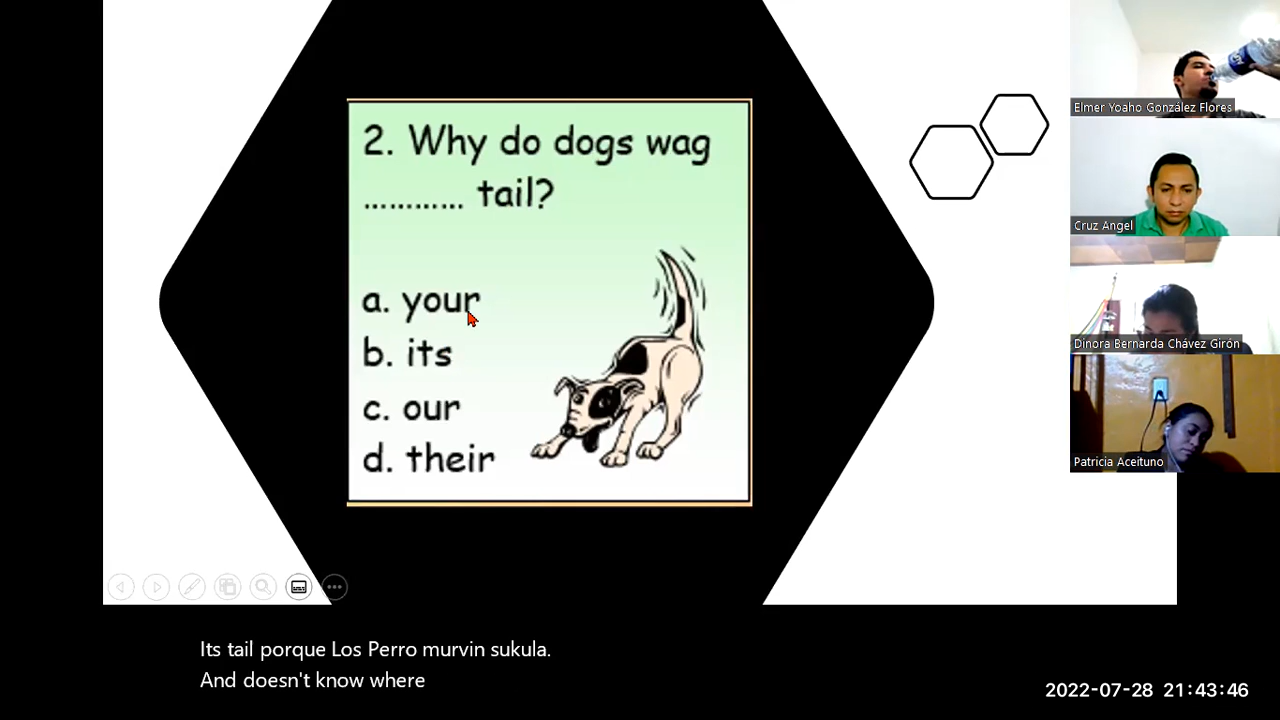 2. Why do dogs wag
............ tail?
a. your
b. its
c. our
d. their
Elmer Yoaho González Flores
Cruz Angel
Dinora Bernarda Chávez Girón
Patricia Aceituno
Its tail porque Los Perro murvin sukula.
And doesn't know where
2022-07-28 21:43:46